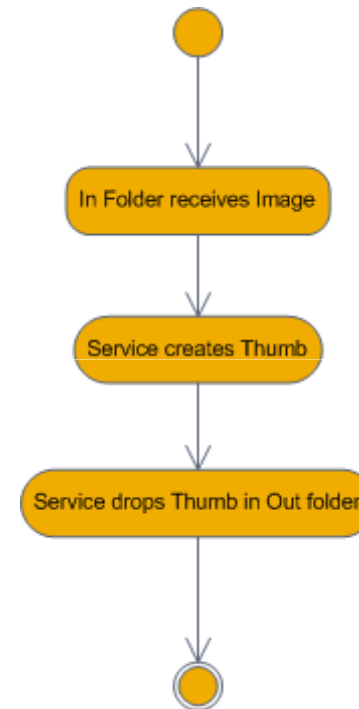 In Folder receives Image
Service creates Thumb
Service drops Thumb in Out folder